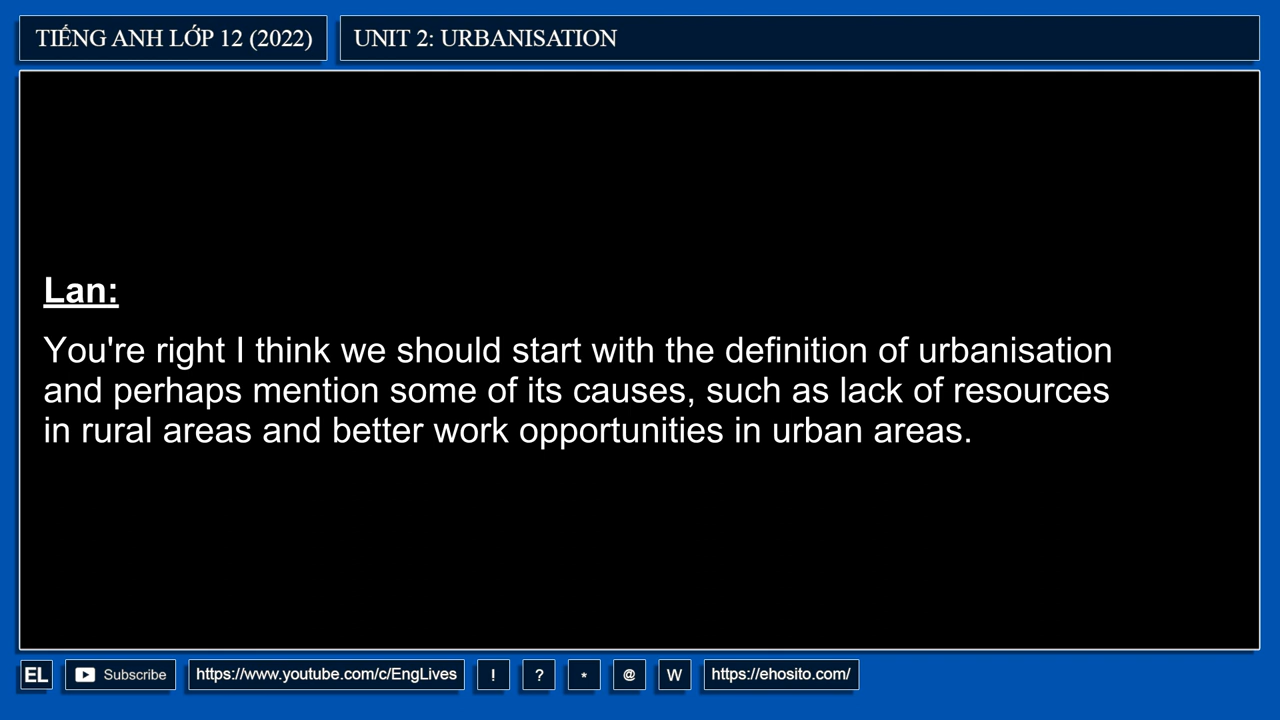 TIẾNG ANH LỚP 12 (2022)
UNIT 2: URBANISATION
Lan:
You're right I think we should start with the definition of urbanisation
and perhaps mention some of its causes, such as lack of resources
in rural areas and better work opportunities in urban areas.
EL
Subscribe
https://www.youtube.com/c/EngLives
!
?
*
@
W
https://ehosito.com/